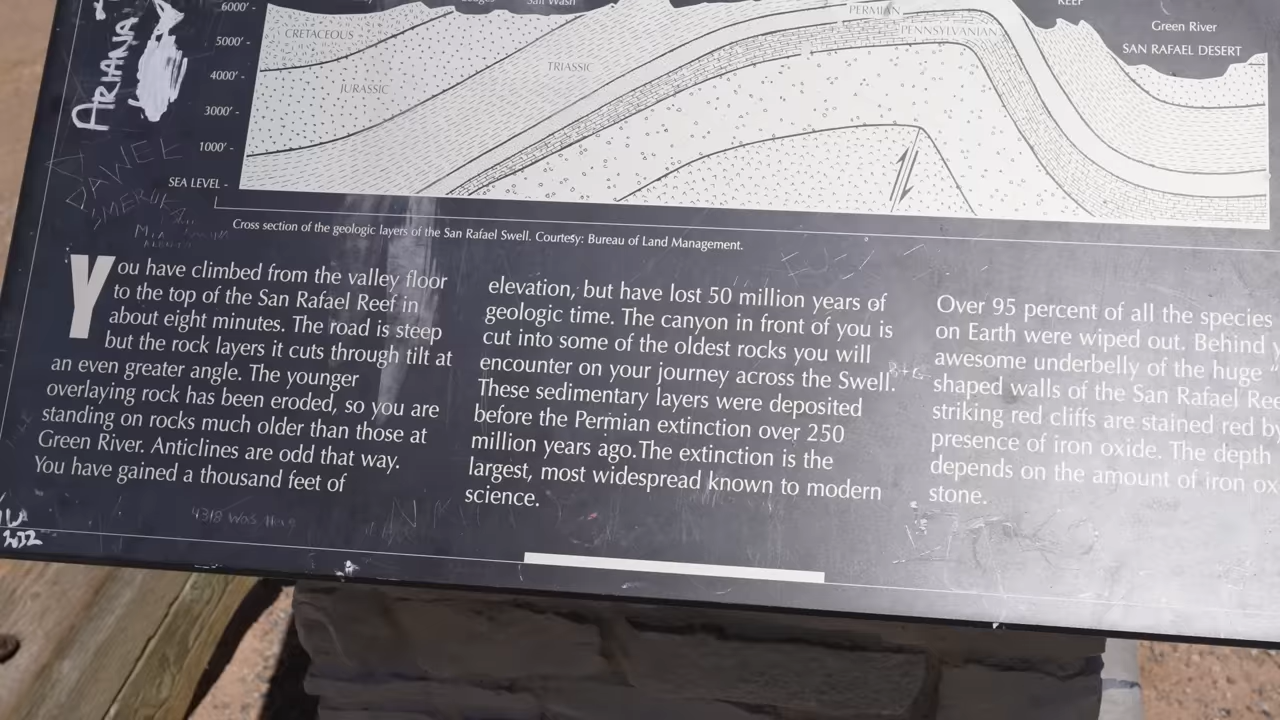 6000' -
5000' -
4000' -
3000' -
1000' -
SEA LEVEL -
Salt Wash
CRETACEOUS
JURASSIC
TRIASSIC
PERMIAN
PENNSYLVANIAN
REEF
Green River
SAN RAFAEL DESERT
ARIANA
PAWEL
Cross section of the geologic layers of the San Rafael Swell. Courtesy: Bureau of Land Management.
You have climbed from the valley floor
to the top of the San Rafael Reef in
about eight minutes. The road is steep
but the rock layers it cuts through tilt at
an even greater angle. The younger
overlaying rock has been eroded, so you are
standing on rocks much older than those at
Green River. Anticlines are odd that way.
You have gained a thousand feet of
elevation, but have lost 50 million years of
geologic time. The canyon in front of you is
cut into some of the oldest rocks you will
encounter on your journey across the Swell.
These sedimentary layers were deposited
before the Permian extinction over 250
million years ago.The extinction is the
largest, most widespread known to modern
science.
Over 95 percent of all the species
on Earth were wiped out. Behind
awesome underbelly of the huge "
shaped walls of the San Rafael Ree
striking red cliffs are stained red by
presence of iron oxide. The depth
depends on the amount of iron ox
stone.
2022